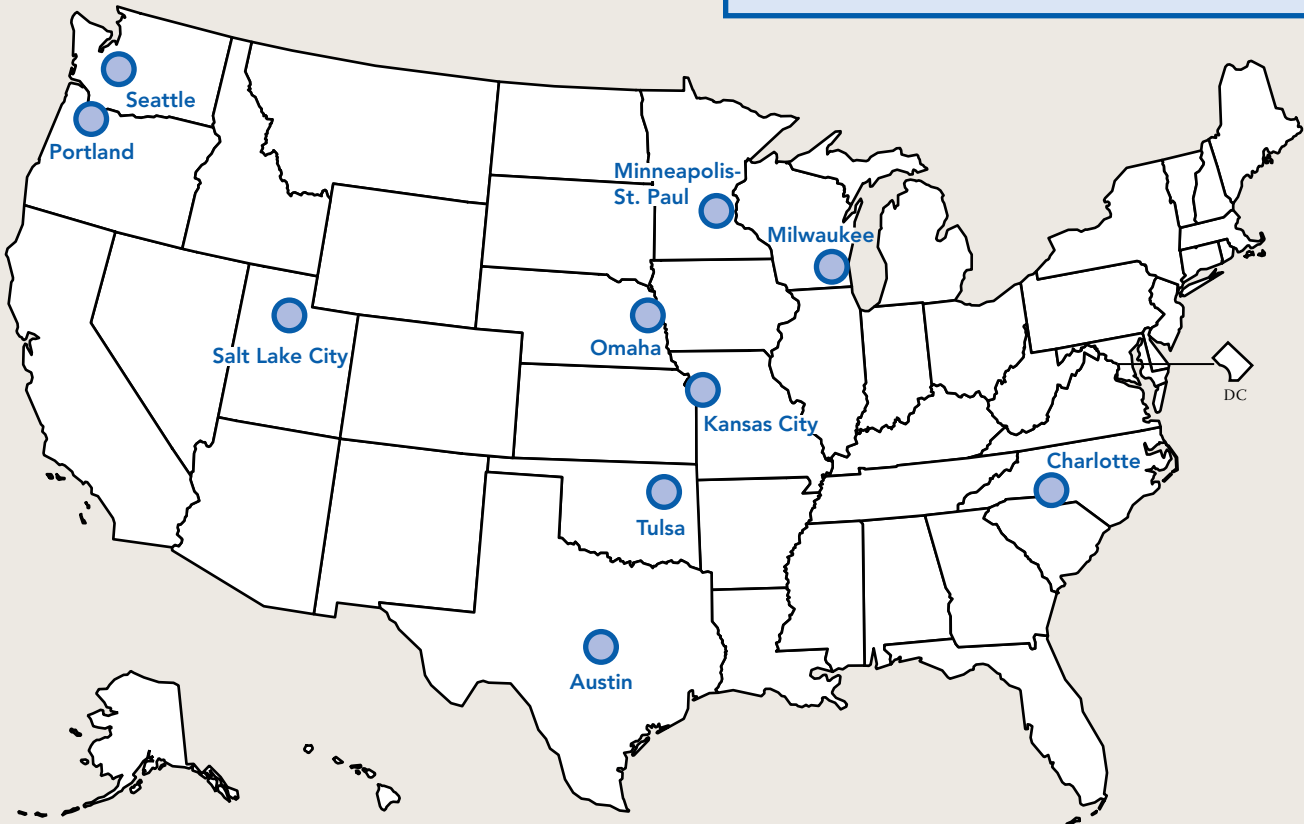 Seattle
Portland
Minneapolis-
St. Paul
Milwaukee
Salt Lake City
Omaha
DC
Kansas City
Charlotte
Tulsa
Austin